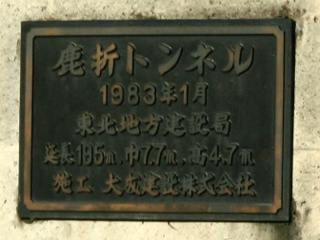 鹿折トンネル
1983年1月
東北地方建設局
延長195m.巾7.7m.高4.7m
施工 大友建設株式会社